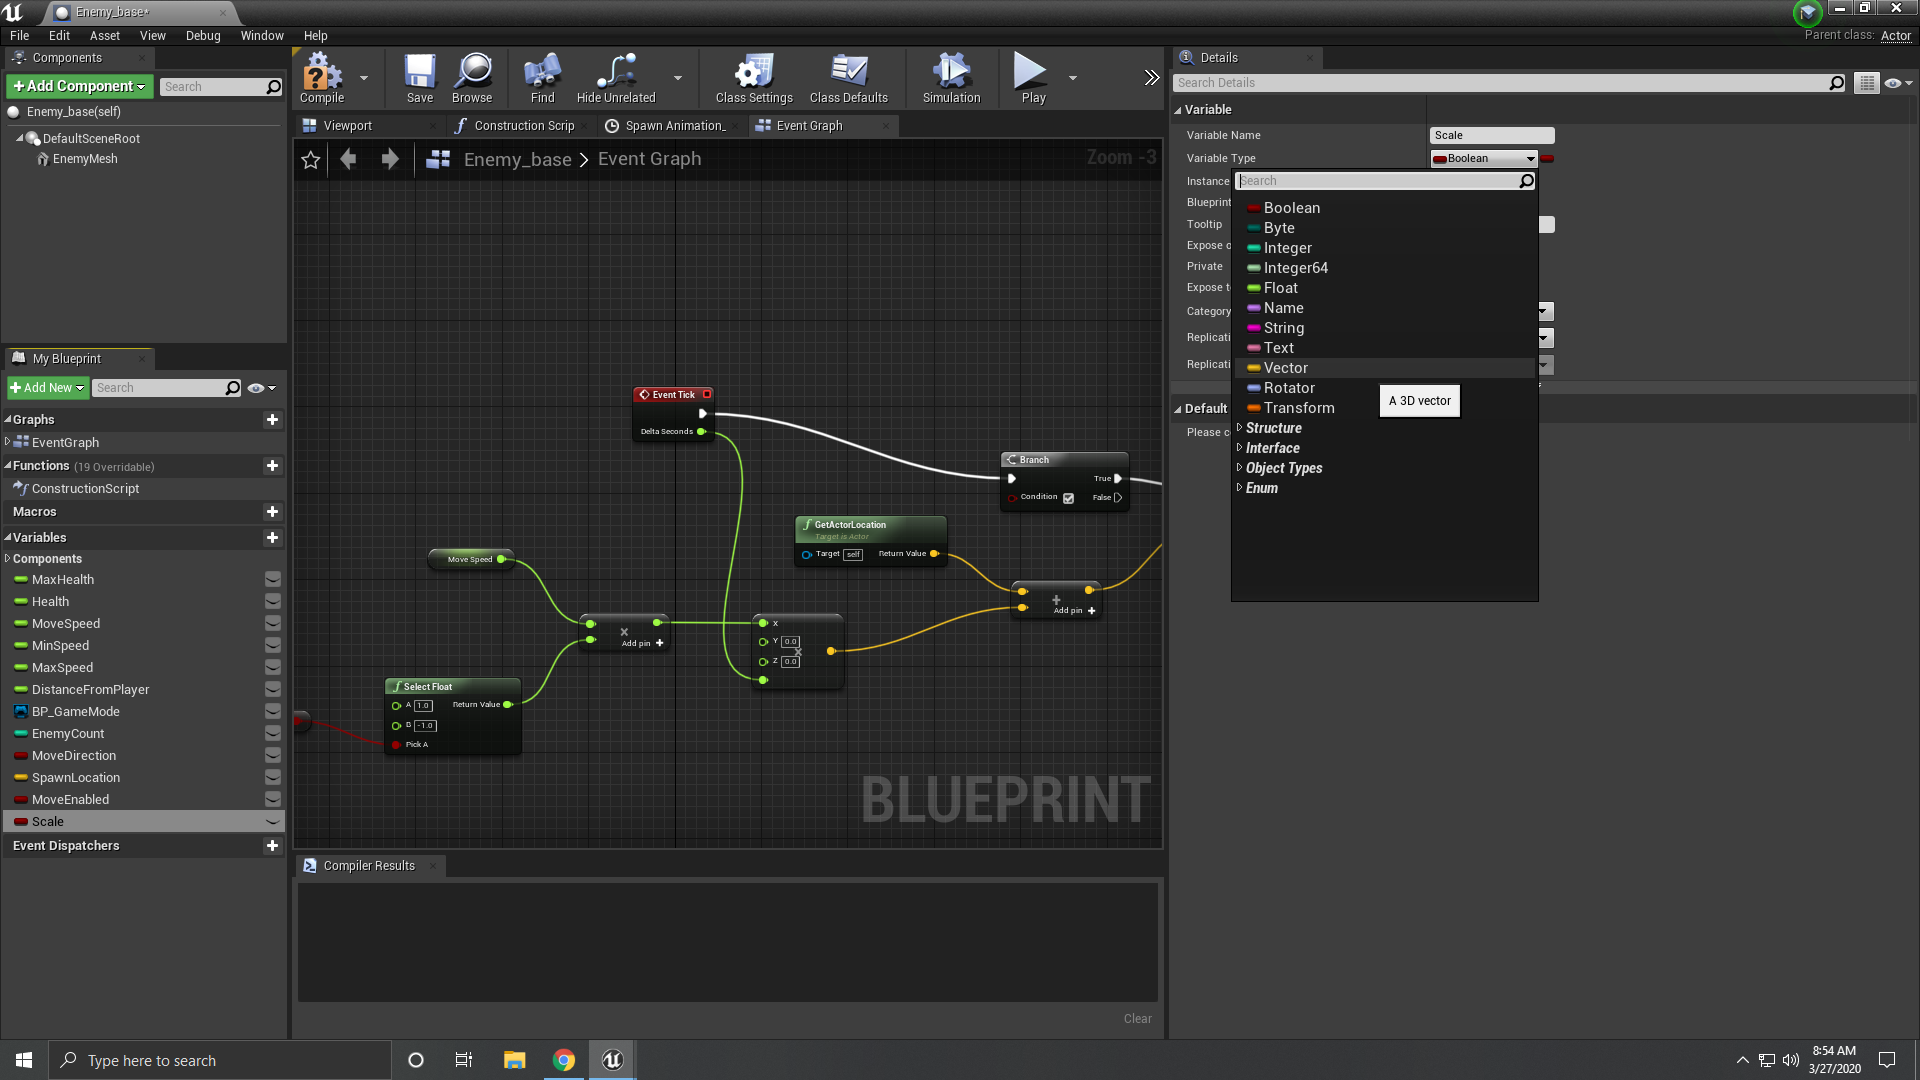 Enemy_base*
File Edit Asset View Debug Window Help
Parent class: Actor
Components
Add Component
Search
Enemy_base(self)
DefaultSceneRoot
EnemyMesh
My Blueprint
Add New
Search
Graphs
EventGraph
Functions (19 Overridable)
ConstructionScript
Macros
Variables
Components
MaxHealth
Health
MoveSpeed
MinSpeed
MaxSpeed
DistanceFromPlayer
BP_GameMode
EnemyCount
MoveDirection
SpawnLocation
MoveEnabled
Scale
Event Dispatchers
Compile
Save
Browse
Find
Hide Unrelated
Class Settings
Class Defaults
Simulation
Play
Viewport
Construction Scrip
Spawn Animation_
Event Graph
Enemy_base > Event Graph
Zoom -3
Event Tick
Delta Seconds
Branch
True
Condition
False
GetActorLocation
Target is Actor
Target self
Return Value
Move Speed
Add pin +
X
Y 0.0
Z 0.0
Add pin +
Select Float
A 1.0
Return Value
B -1.0
Pick A
BLUEPRINT
Compiler Results
Clear
Details
Search Details
Variable
Variable Name
Scale
Variable Type
Boolean
Instance
Blueprint
Tooltip
Expose o
Private
Expose t
Category
Replicati
Replicati
Default
Please c
Search
Boolean
Byte
Integer
Integer64
Float
Name
String
Text
Vector
Rotator
Transform
Structure
Interface
Object Types
Enum
A 3D vector
Type here to search
8:54 AM
3/27/2020